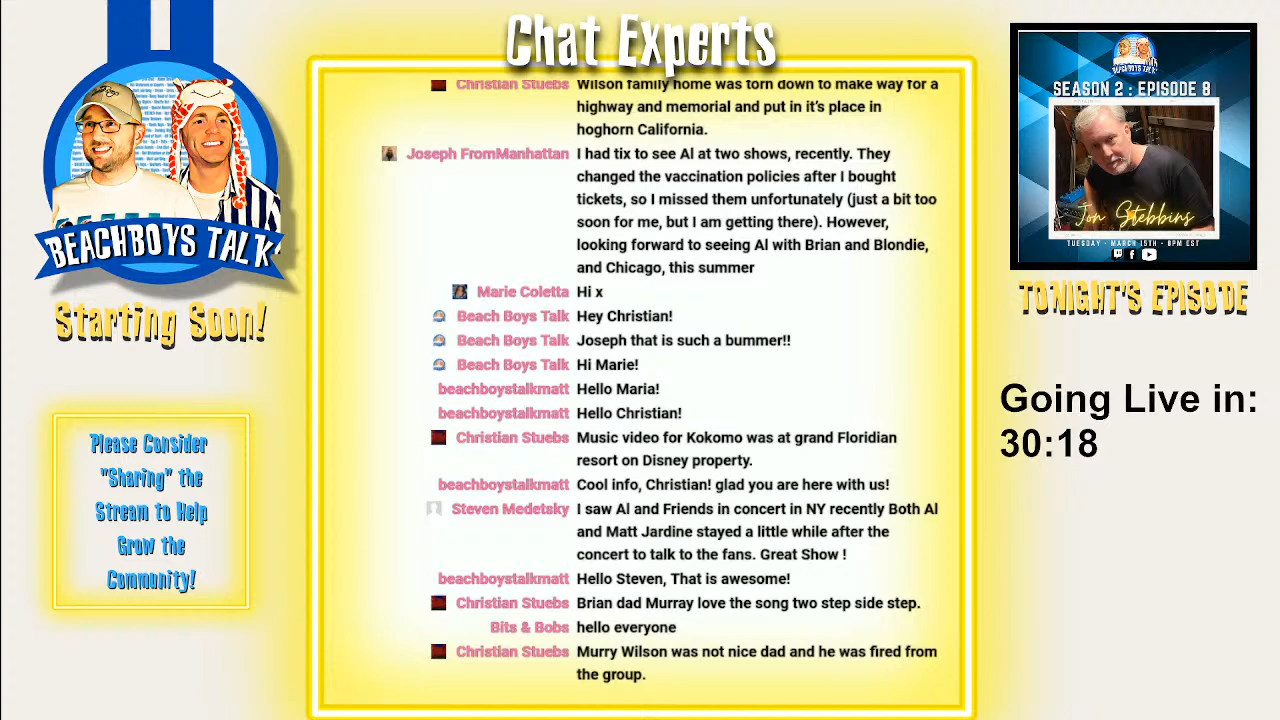 Chat Experts
Christian Stuebs Wilson family home was torn down to make way for a
highway and memorial and put in it's place in
hoghorn California.
Joseph FromManhattan I had tix to see Al at two shows, recently. They
changed the vaccination policies after I bought
tickets, so I missed them unfortunately (just a bit too
soon for me, but I am getting there). However,
looking forward to seeing Al with Brian and Blondie,
and Chicago, this summer
Marie Coletta Hi x
Beach Boys Talk Hey Christian!
Beach Boys Talk Joseph that is such a bummer!!
Beach Boys Talk Hi Marie!
beachboystalkmatt Hello Maria!
beachboystalkmatt Hello Christian!
Christian Stuebs Music video for Kokomo was at grand Floridian
resort on Disney property.
beachboystalkmatt Cool info, Christian! glad you are here with us!
Steven Medetsky I saw Al and Friends in concert in NY recently Both Al
and Matt Jardine stayed a little while after the
concert to talk to the fans. Great Show !
beachboystalkmatt Hello Steven, That is awesome!
Christian Stuebs Brian dad Murray love the song two step side step.
Bits & Bobs hello everyone
Christian Stuebs Murry Wilson was not nice dad and he was fired from
the group.
BEACHBOYS TALK
Starting Soon!
Please Consider
"Sharing" the
Stream to Help
Grow the
Community!
BEACHBOYS TALK
SEASON 2 : EPISODE 8
Jon Stebbins
TUESDAY - MARCH 15TH - 8PM EST
TONIGHT'S EPISODE
Going Live in:
30:18